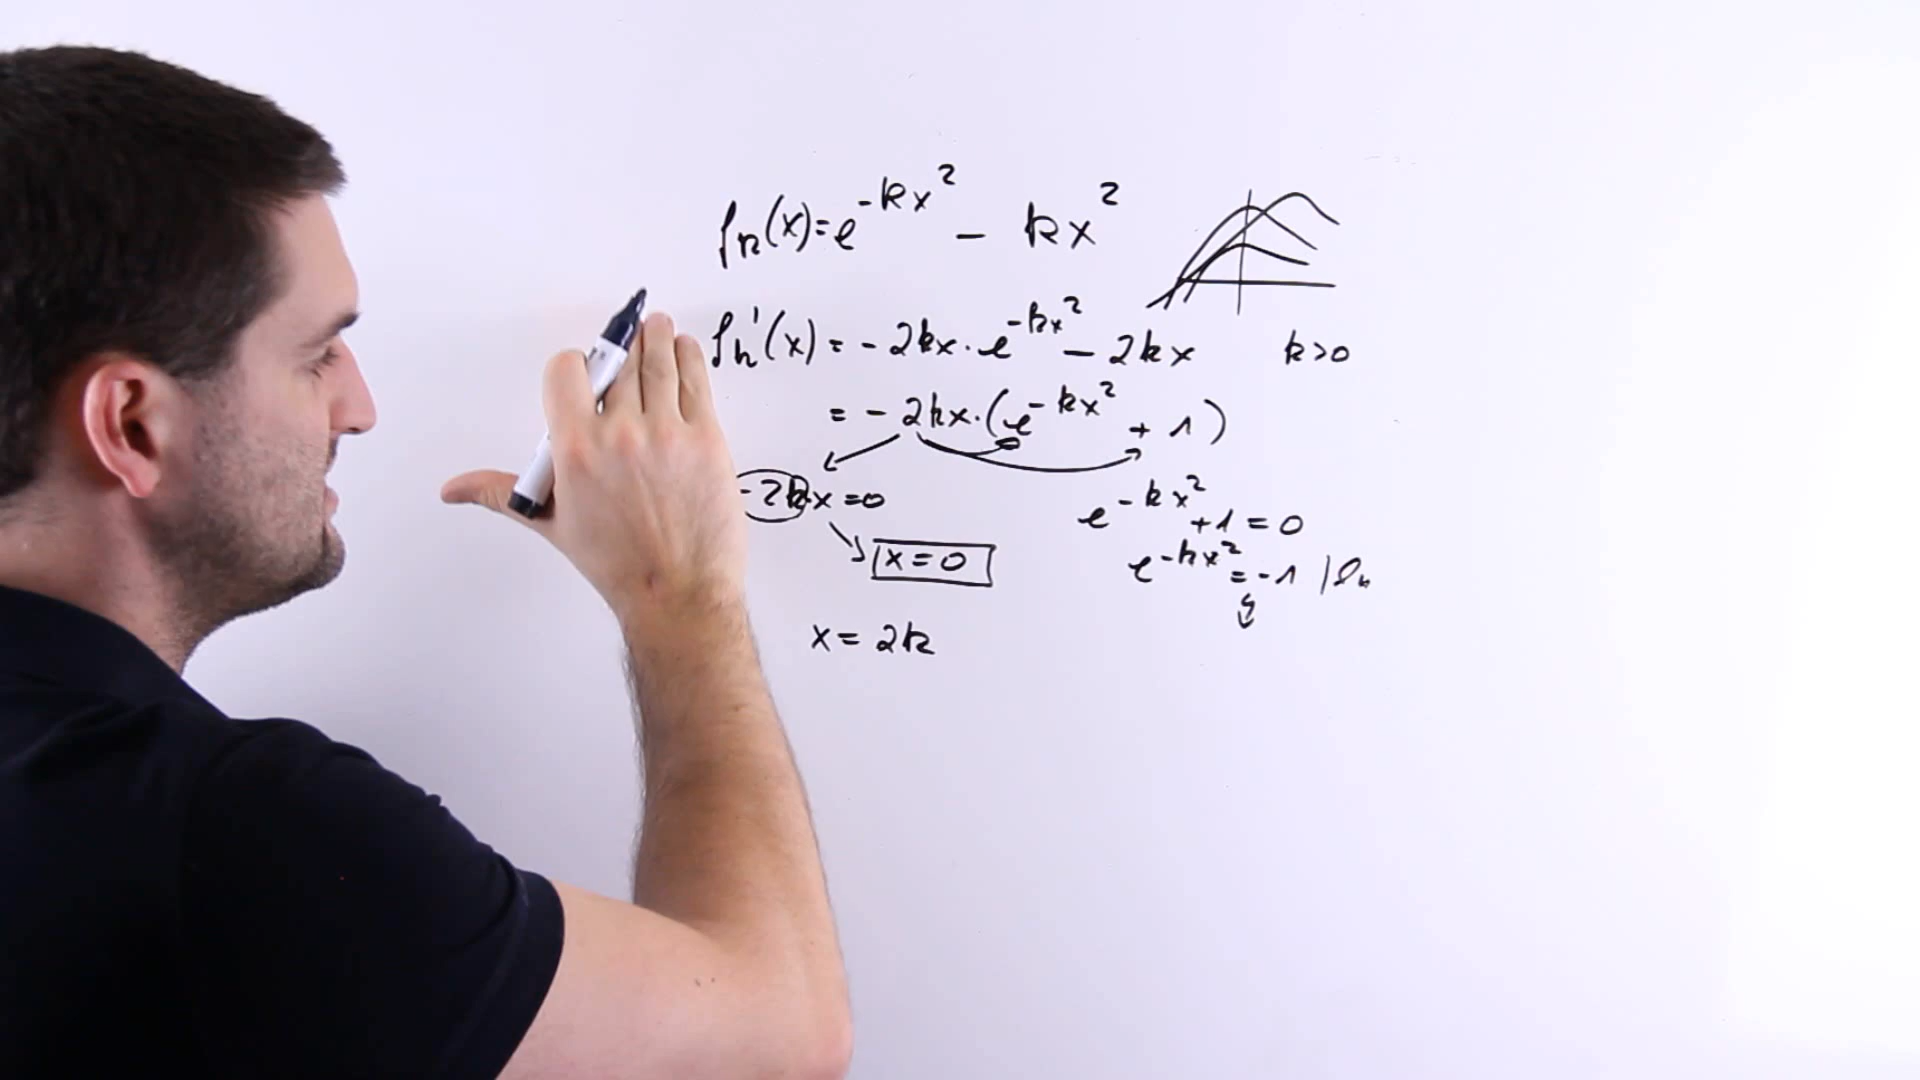 fₖ(x)=e^(-kx²) - kx²
fₖ'(x) = -2kx·e^(-kx²) - 2kx
k>0
= -2kx·(e^(-kx²) + 1)
-2kx=0
e^(-kx²)+1=0
x=0
e^(-kx²)=-1 |ln
x=2k